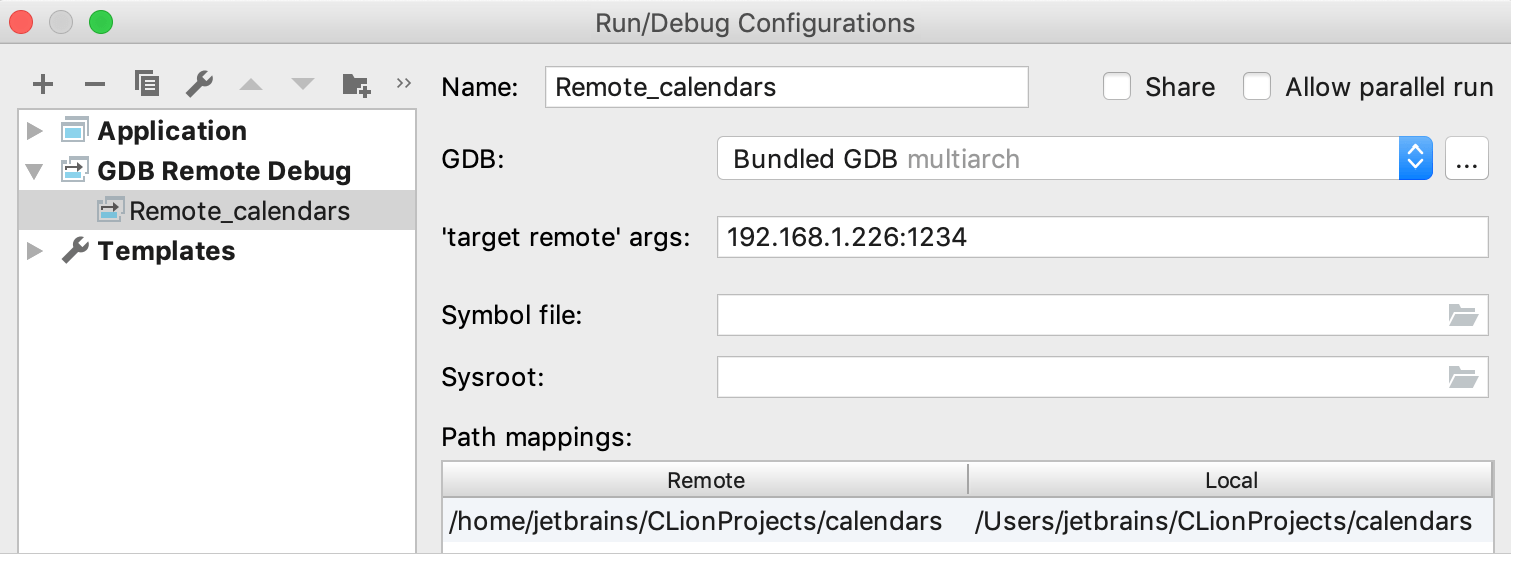 Run/Debug Configurations
Name: Remote_calendars Share Allow parallel run
Application
GDB Remote Debug
Remote_calendars
Templates
GDB: Bundled GDB multiarch ...
'target remote' args: 192.168.1.226:1234
Symbol file:
Sysroot:
Path mappings:
Remote Local
/home/jetbrains/CLionProjects/calendars /Users/jetbrains/CLionProjects/calendars